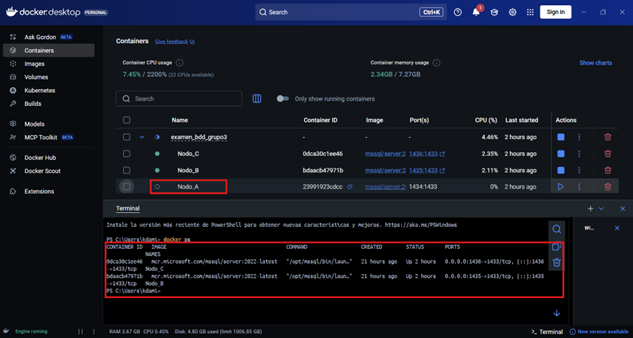 docker.desktop PERSONAL
Search Ctrl+K
Sign in
Ask Gordon BETA
Containers
Images
Volumes
Kubernetes
Builds
Models
MCP Toolkit BETA
Docker Hub
Docker Scout
Extensions
Containers Give feedback
Container CPU usage
7.45% / 2200% (22 CPUs available)
Container memory usage
2.34GB / 7.27GB
Show charts
Search
Only show running containers
Name Container ID Image Port(s) CPU (%) Last started Actions
examen_bdd_grupo3 - - - 4.46% 2 hours ago
Nodo_C 0dca30c1ee46 mssql/server:2 1436:1433 2.35% 2 hours ago
Nodo_B bdaacb47971b mssql/server:2 1435:1433 2.11% 2 hours ago
Nodo_A 23991923cdcc mssql/server:2 1434:1433 0% 2 hours ago
Terminal
Instale la versión más reciente de PowerShell para obtener nuevas características y mejoras. https://aka.ms/PSWindows
PS C:\Users\kdami> docker ps
CONTAINER ID IMAGE COMMAND CREATED STATUS PORTS
NAMES
0dca30c1ee46 mcr.microsoft.com/mssql/server:2022-latest "/opt/mssql/bin/laun…" 21 hours ago Up 2 hours 0.0.0.0:1436->1433/tcp, [::]:1436
->1433/tcp Nodo_C
bdaacb47971b mcr.microsoft.com/mssql/server:2022-latest "/opt/mssql/bin/laun…" 21 hours ago Up 2 hours 0.0.0.0:1435->1433/tcp, [::]:1435
->1433/tcp Nodo_B
PS C:\Users\kdami>
Wi...
Engine running
RAM 3.67 GB CPU 0.45% Disk: 4.80 GB used (limit 1006.85 GB)
Terminal
New version available